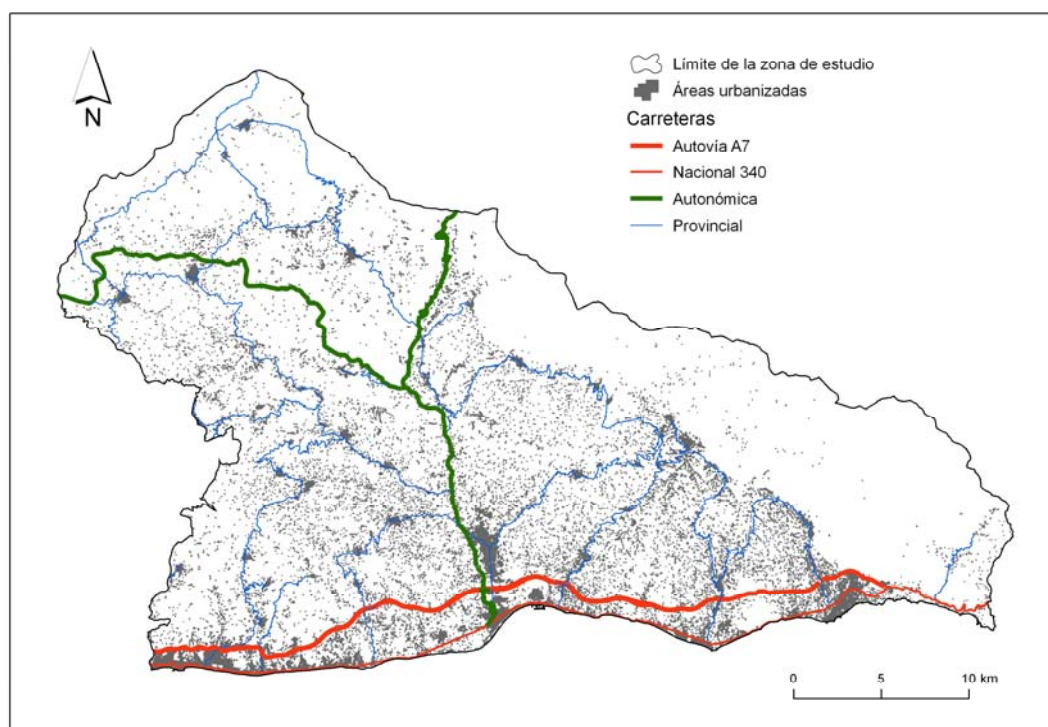 N
Límite de la zona de estudio
Áreas urbanizadas
Carreteras
Autovía A7
Nacional 340
Autonómica
Provincial
0 5 10 km